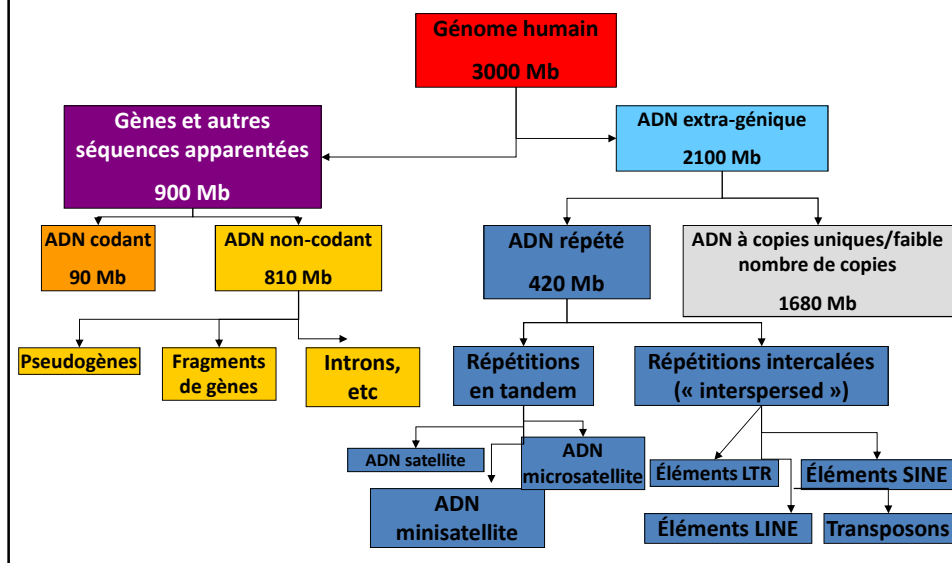 Génome humain
3000 Mb
Gènes et autres
séquences apparentées
900 Mb
ADN extra-génique
2100 Mb
ADN codant
90 Mb
ADN non-codant
810 Mb
ADN répété
420 Mb
ADN à copies uniques/faible
nombre de copies
1680 Mb
Pseudogènes
Fragments
de gènes
Introns,
etc
Répétitions
en tandem
Répétitions intercalées
(« interspersed »)
ADN satellite
ADN
minisatellite
ADN
microsatellite
Éléments LTR
Éléments SINE
Éléments LINE
Transposons